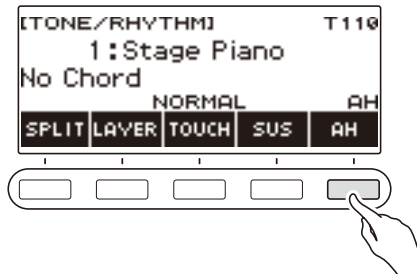 [TONE/RHYTHM] T110
1:Stage Piano
No Chord
NORMAL AH
SPLIT LAYER TOUCH SUS AH